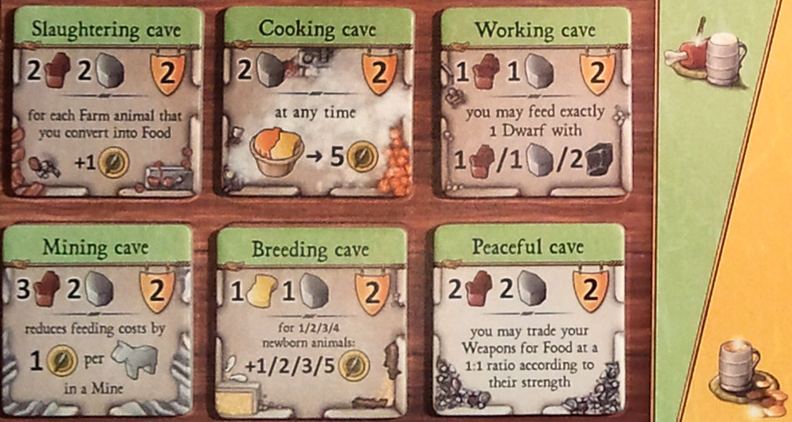 Slaughtering cave
2 2 2
for each Farm animal that
you convert into Food
+1
Cooking cave
2 2
at any time
→ 5
Working cave
1 1 2
you may feed exactly
1 Dwarf with
1 /1 /2
Mining cave
3 2 2
reduces feeding costs by
1 per
in a Mine
Breeding cave
1 1 2
for 1/2/3/4
newborn animals:
+1/2/3/5
Peaceful cave
2 2 2
you may trade your
Weapons for Food at a
1:1 ratio according to
their strength